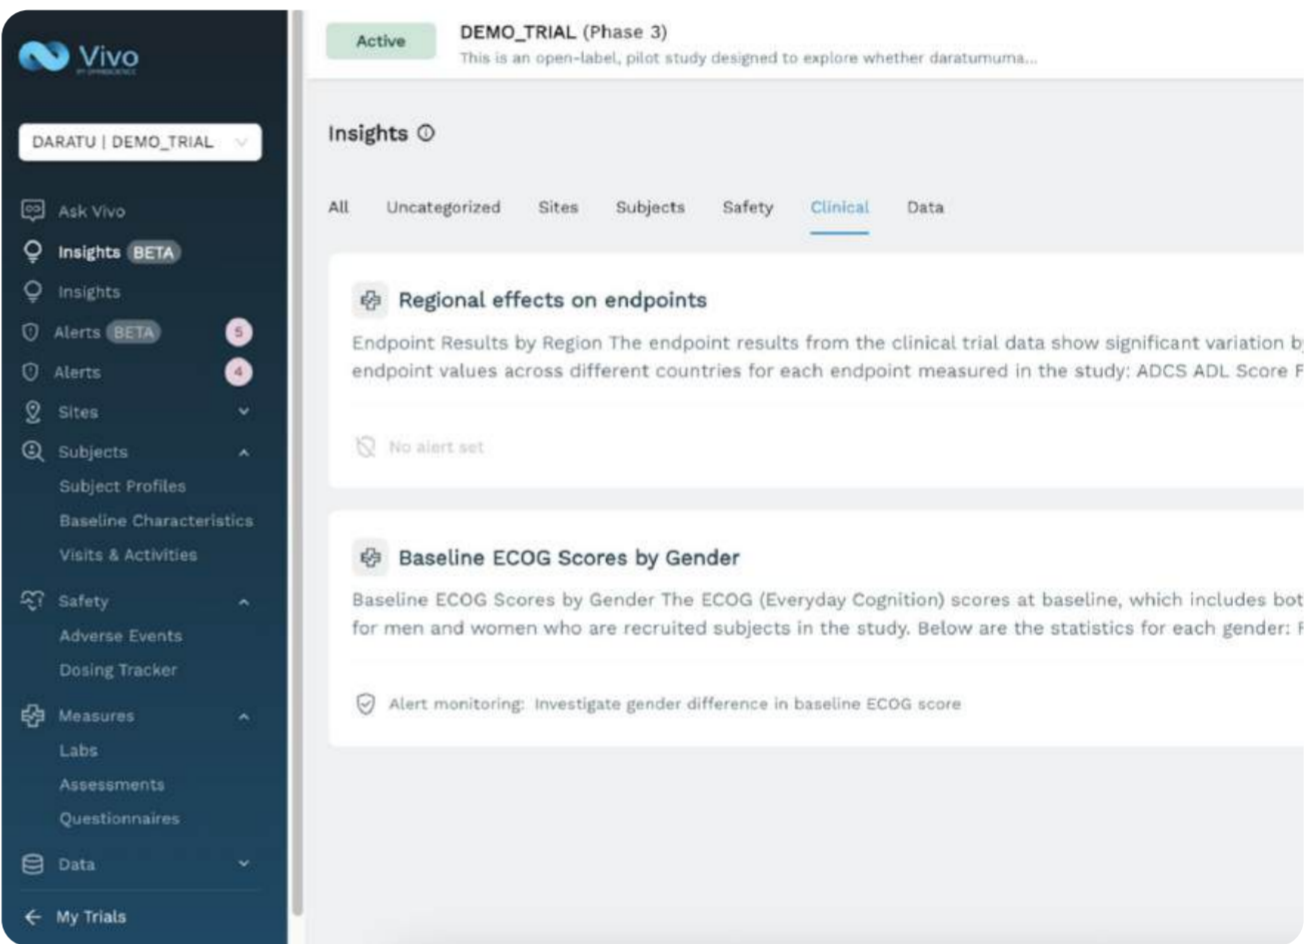 Vivo
DARATU | DEMO_TRIAL
Ask Vivo
Insights BETA
Insights
Alerts BETA 5
Alerts 4
Sites
Subjects
Subject Profiles
Baseline Characteristics
Visits & Activities
Safety
Adverse Events
Dosing Tracker
Measures
Labs
Assessments
Questionnaires
Data
My Trials
Active
DEMO_TRIAL (Phase 3)
This is an open-label, pilot study designed to explore whether daratumuma...
Insights
All Uncategorized Sites Subjects Safety Clinical Data
Regional effects on endpoints
Endpoint Results by Region The endpoint results from the clinical trial data show significant variation b
endpoint values across different countries for each endpoint measured in the study: ADCS ADL Score F
No alert set
Baseline ECOG Scores by Gender
Baseline ECOG Scores by Gender The ECOG (Everyday Cognition) scores at baseline, which includes bot
for men and women who are recruited subjects in the study. Below are the statistics for each gender: F
Alert monitoring: Investigate gender difference in baseline ECOG score